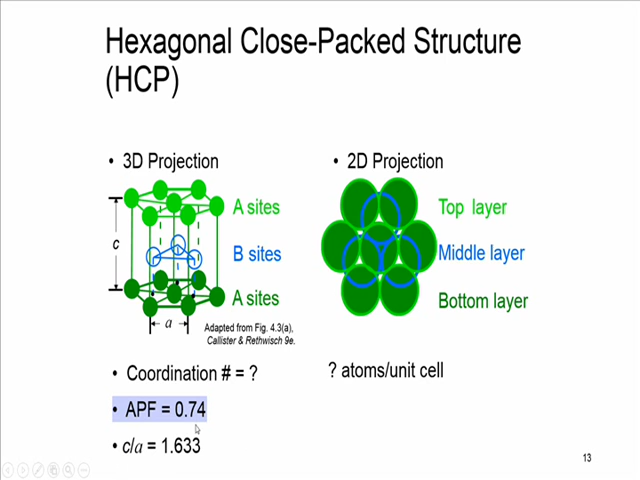 Hexagonal Close-Packed Structure
(HCP)
• 3D Projection
• 2D Projection
A sites
B sites
A sites
c
a
Adapted from Fig. 4.3(a),
Callister & Rethwisch 9e.
Top layer
Middle layer
Bottom layer
• Coordination # = ?
? atoms/unit cell
• APF = 0.74
• c/a = 1.633
13